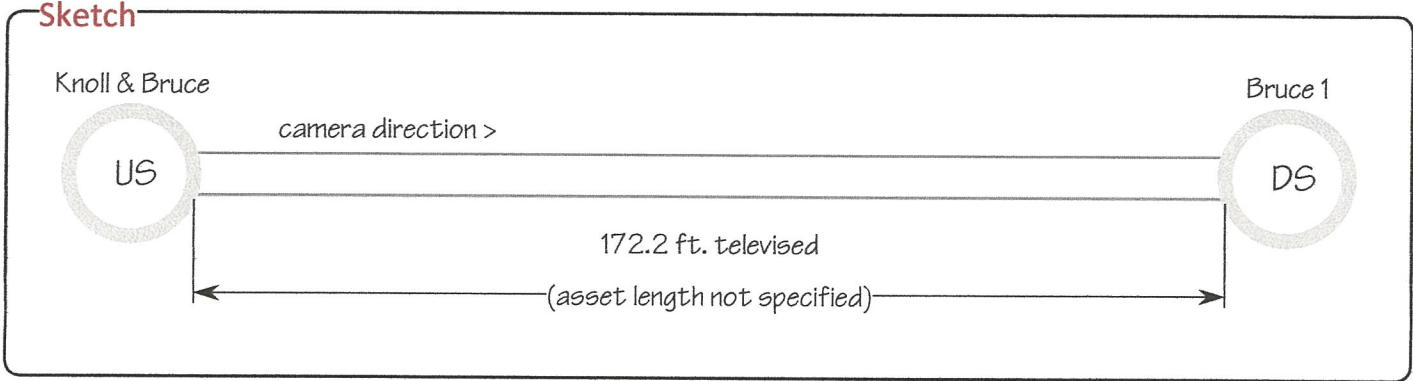 Sketch
Knoll & Bruce
Bruce 1
camera direction >
US
DS
172.2 ft. televised
(asset length not specified)